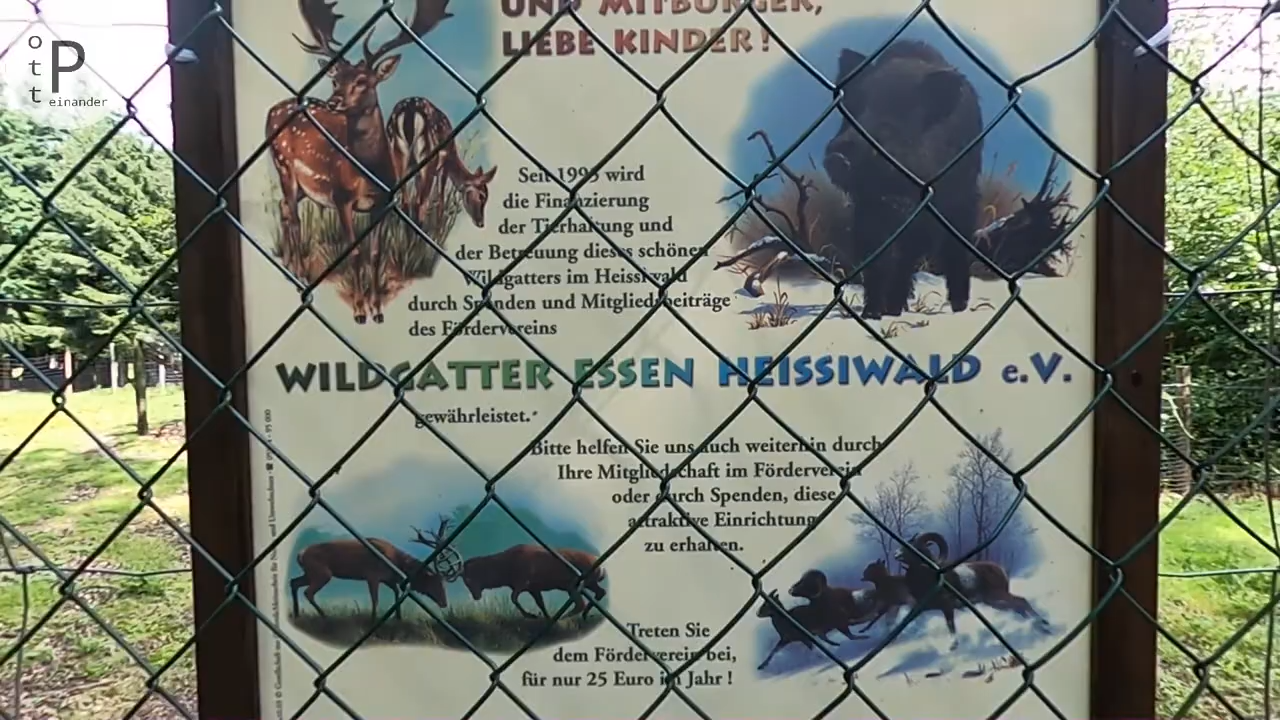 ott
P
einander
UND MITBÜRGER,
LIEBE KINDER!
Seit 1995 wird
die Finanzierung
der Tierhaltung und
der Betreuung dieses schönen
Wildgatters im Heissiwald
durch Spenden und Mitgliedsbeiträge
des Fördervereins
WILDGATTER ESSEN HEISSIWALD e.V.
gewährleistet.
Bitte helfen Sie uns auch weiterhin durch
Ihre Mitgliedschaft im Förderverein
oder durch Spenden, diese
attraktive Einrichtung
zu erhalten.
Treten Sie
dem Förderverein bei,
für nur 25 Euro im Jahr!